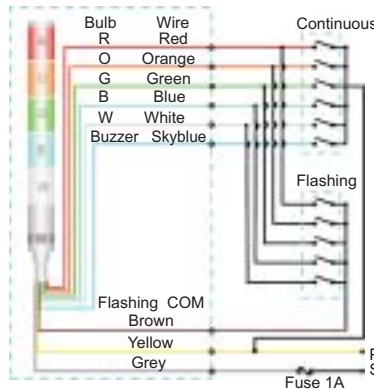 Bulb Wire Continuous
R Red
O Orange
G Green
B Blue
W White
Buzzer Skyblue
Flashing
Flashing COM
Brown
Yellow
Grey
Fuse 1A